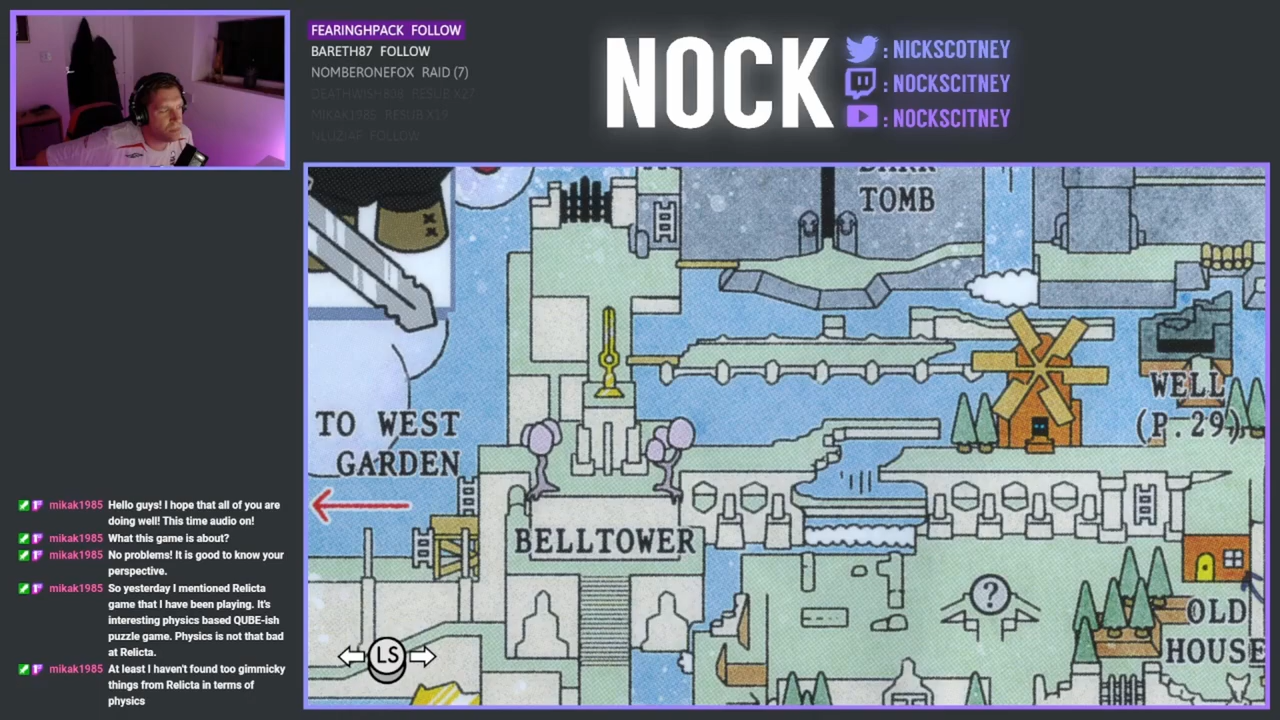 FEARINGHPACK FOLLOW
BARETH87 FOLLOW
NOMBERONEFOX RAID (7)
MIKAK1985 RESUB X19
NOCK
: NICKSCOTNEY
: NOCKSCITNEY
: NOCKSCITNEY
TOMB
WELL
(P.29)
TO WEST
GARDEN
BELLTOWER
?
OLD
HOUSE
LS
mikak1985 Hello guys! I hope that all of you are
doing well! This time audio on!
mikak1985 What this game is about?
mikak1985 No problems! It is good to know your
perspective.
mikak1985 So yesterday I mentioned Relicta
game that I have been playing. It's
interesting physics based QUBE-ish
puzzle game. Physics is not that bad
at Relicta.
mikak1985 At least I haven't found too gimmicky
things from Relicta in terms of
physics